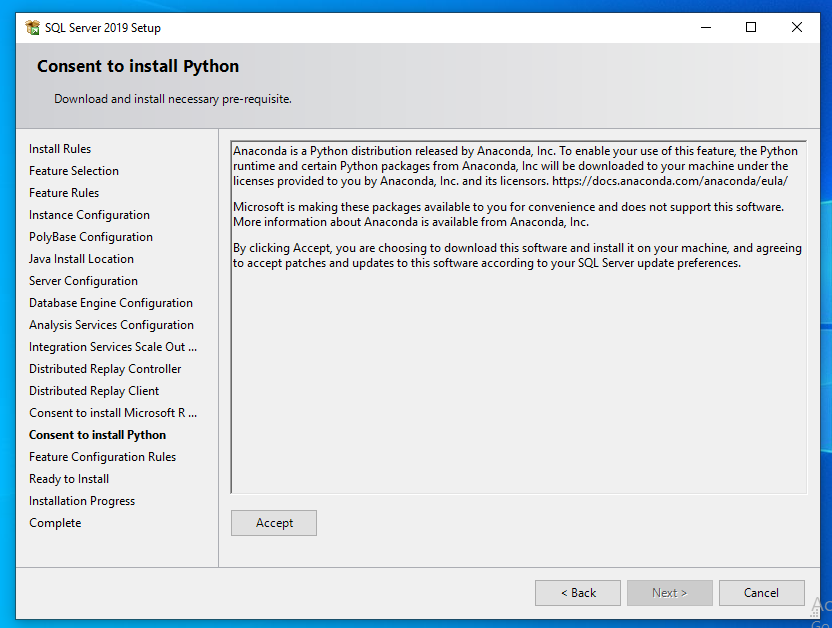 SQL Server 2019 Setup
Consent to install Python
Download and install necessary pre-requisite.
Install Rules
Feature Selection
Feature Rules
Instance Configuration
PolyBase Configuration
Java Install Location
Server Configuration
Database Engine Configuration
Analysis Services Configuration
Integration Services Scale Out ...
Distributed Replay Controller
Distributed Replay Client
Consent to install Microsoft R ...
Consent to install Python
Feature Configuration Rules
Ready to Install
Installation Progress
Complete
Anaconda is a Python distribution released by Anaconda, Inc. To enable your use of this feature, the Python
runtime and certain Python packages from Anaconda, Inc will be downloaded to your machine under the
licenses provided to you by Anaconda, Inc. and its licensors. https://docs.anaconda.com/anaconda/eula/
Microsoft is making these packages available to you for convenience and does not support this software.
More information about Anaconda is available from Anaconda, Inc.
By clicking Accept, you are choosing to download this software and install it on your machine, and agreeing
to accept patches and updates to this software according to your SQL Server update preferences.
Accept
< Back
Next >
Cancel